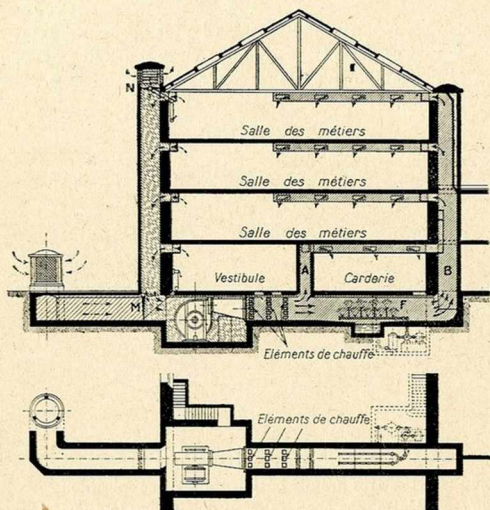 E
N
Salle des métiers
Salle des métiers
Salle des métiers
A
B
Vestibule
Carderie
M
F
Eléments de chauffe
Eléments de chauffe